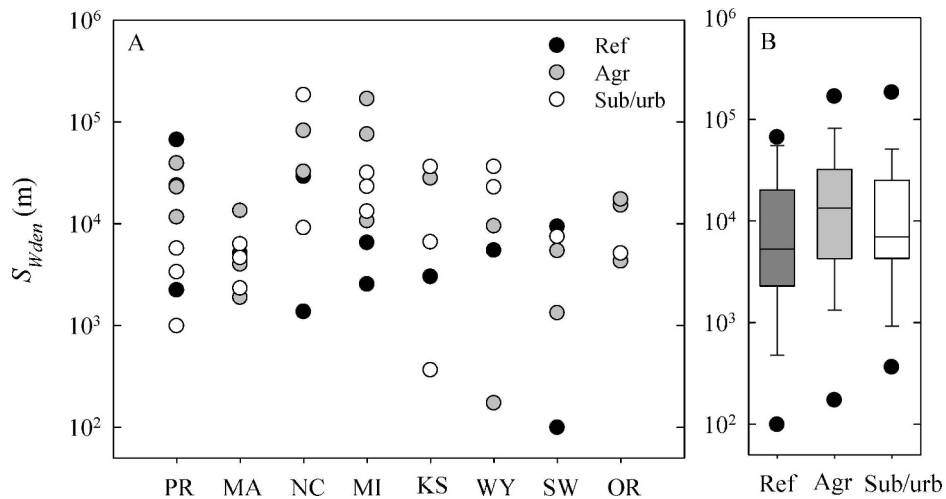 10⁶
10⁵
10⁴
10³
10²
S_Wden (m)
A
Ref
Agr
Sub/urb
PR MA NC MI KS WY SW OR
B
10⁶
10⁵
10⁴
10³
10²
Ref Agr Sub/urb